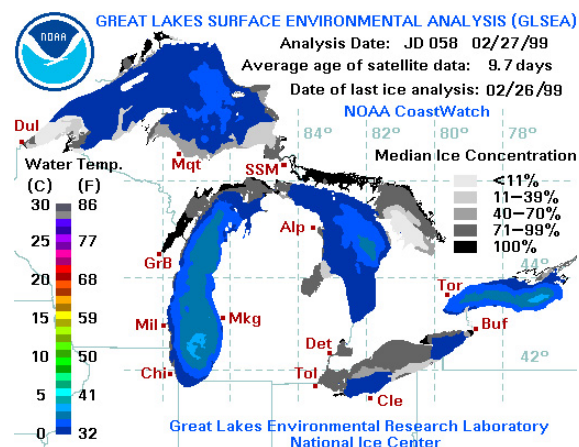 GREAT LAKES SURFACE ENVIRONMENTAL ANALYSIS (GLSEA)
NOAA
Analysis Date: JD 058 02/27/99
Average age of satellite data: 9.7 days
Date of last ice analysis: 02/26/99
NOAA CoastWatch
Dul
84° 82° 80° 78°
Water Temp.
(C) (F)
Mqt
SSM
Median Ice Concentration
<11%
11-39%
40-70%
71-99%
100%
30 86
25 77
20 68
15 59
10 50
5 41
0 32
Alp
GrB
44
Tor
Mil
Mkg
Buf
Det
42°
Chi
Tol
Cle
Great Lakes Environmental Research Laboratory
National Ice Center